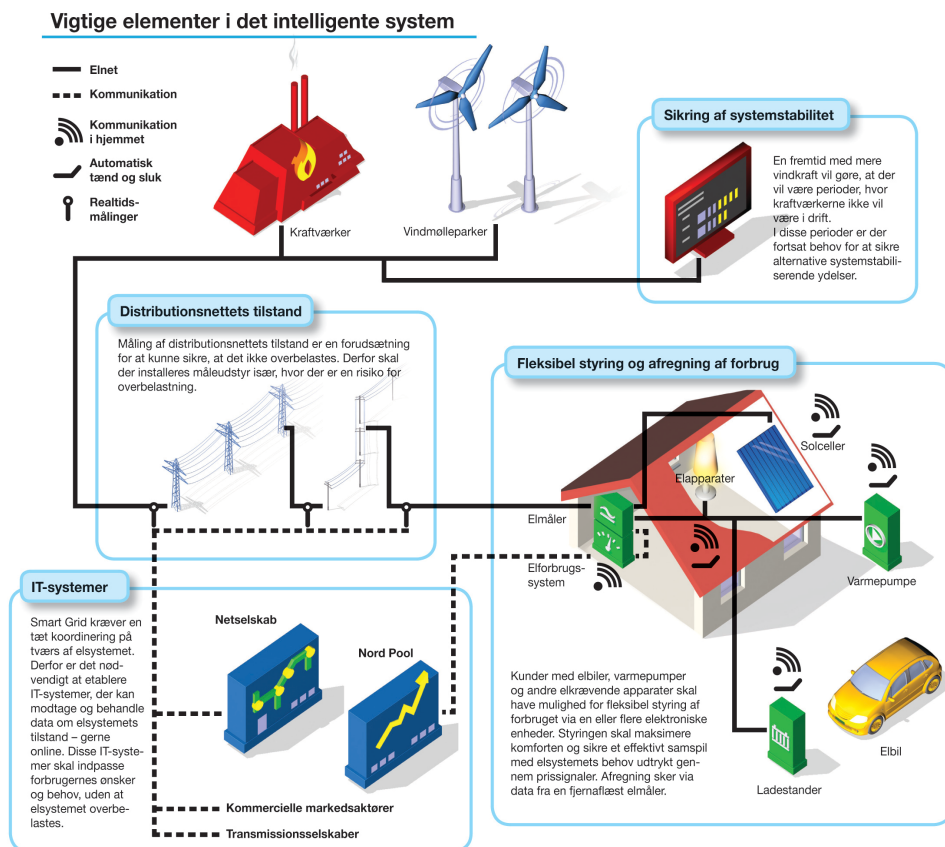 Vigtige elementer i det intelligente system
Elnet
Kommunikation
Kommunikation
i hjemmet
Automatisk
tænd og sluk
Realtids-
målinger
Kraftværker
Vindmølleparker
Sikring af systemstabilitet
En fremtid med mere
vindkraft vil gøre, at der
vil være perioder, hvor
kraftværkerne ikke vil
være i drift.
I disse perioder er der
fortsat behov for at sikre
alternative systemstabili-
serende ydelser.
Distributionsnettets tilstand
Måling af distributionsnettets tilstand er en forudsætning
for at kunne sikre, at det ikke overbelastes. Derfor skal
der installeres måleudstyr især, hvor der er en risiko for
overbelastning.
Fleksibel styring og afregning af forbrug
Solceller
Elapparater
Elmåler
Elforbrugs-
system
Varmepumpe
Kunder med elbiler, varmepumper
og andre elkrævende apparater skal
have mulighed for fleksibel styring af
forbruget via en eller flere elektroniske
enheder. Styringen skal maksimere
komforten og sikre et effektivt samspil
med elsystemets behov udtrykt gen-
nem prissignaler. Afregning sker via
data fra en fjernaflæst elmåler.
Elbil
Ladestander
IT-systemer
Smart Grid kræver en
tæt koordinering på
tværs af elsystemet.
Derfor er det nød-
vendigt at etablere
IT-systemer, der kan
modtage og behandle
data om elsystemets
tilstand – gerne
online. Disse IT-syste-
mer skal indpasse
forbrugernes ønsker
og behov, uden at
elsystemet overbe-
lastes.
Netselskab
Nord Pool
Kommercielle markedsaktører
Transmissionsselskaber